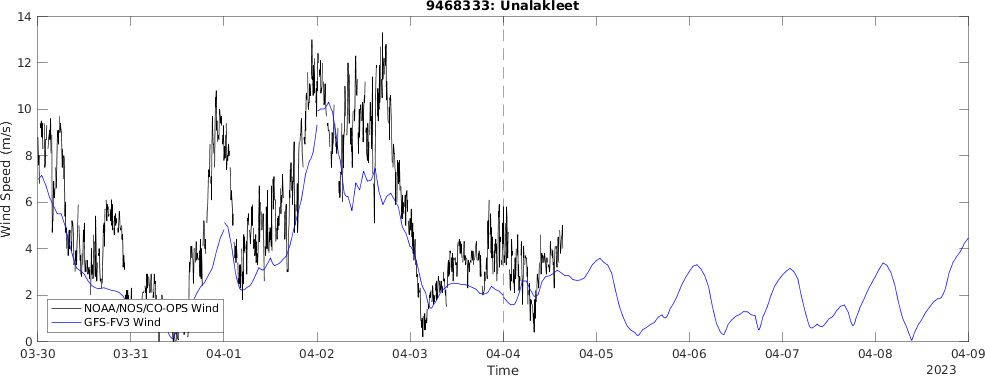 9468333: Unalakleet
14
12
10
8
6
4
2
0
Wind Speed (m/s)
NOAA/NOS/CO-OPS Wind
GFS-FV3 Wind
03-30 03-31 04-01 04-02 04-03 04-04 04-05 04-06 04-07 04-08 04-09
Time
2023